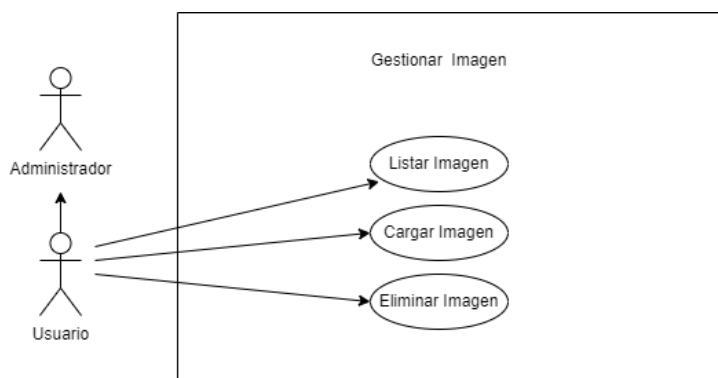 Gestionar Imagen
Administrador
Listar Imagen
Cargar Imagen
Eliminar Imagen
Usuario